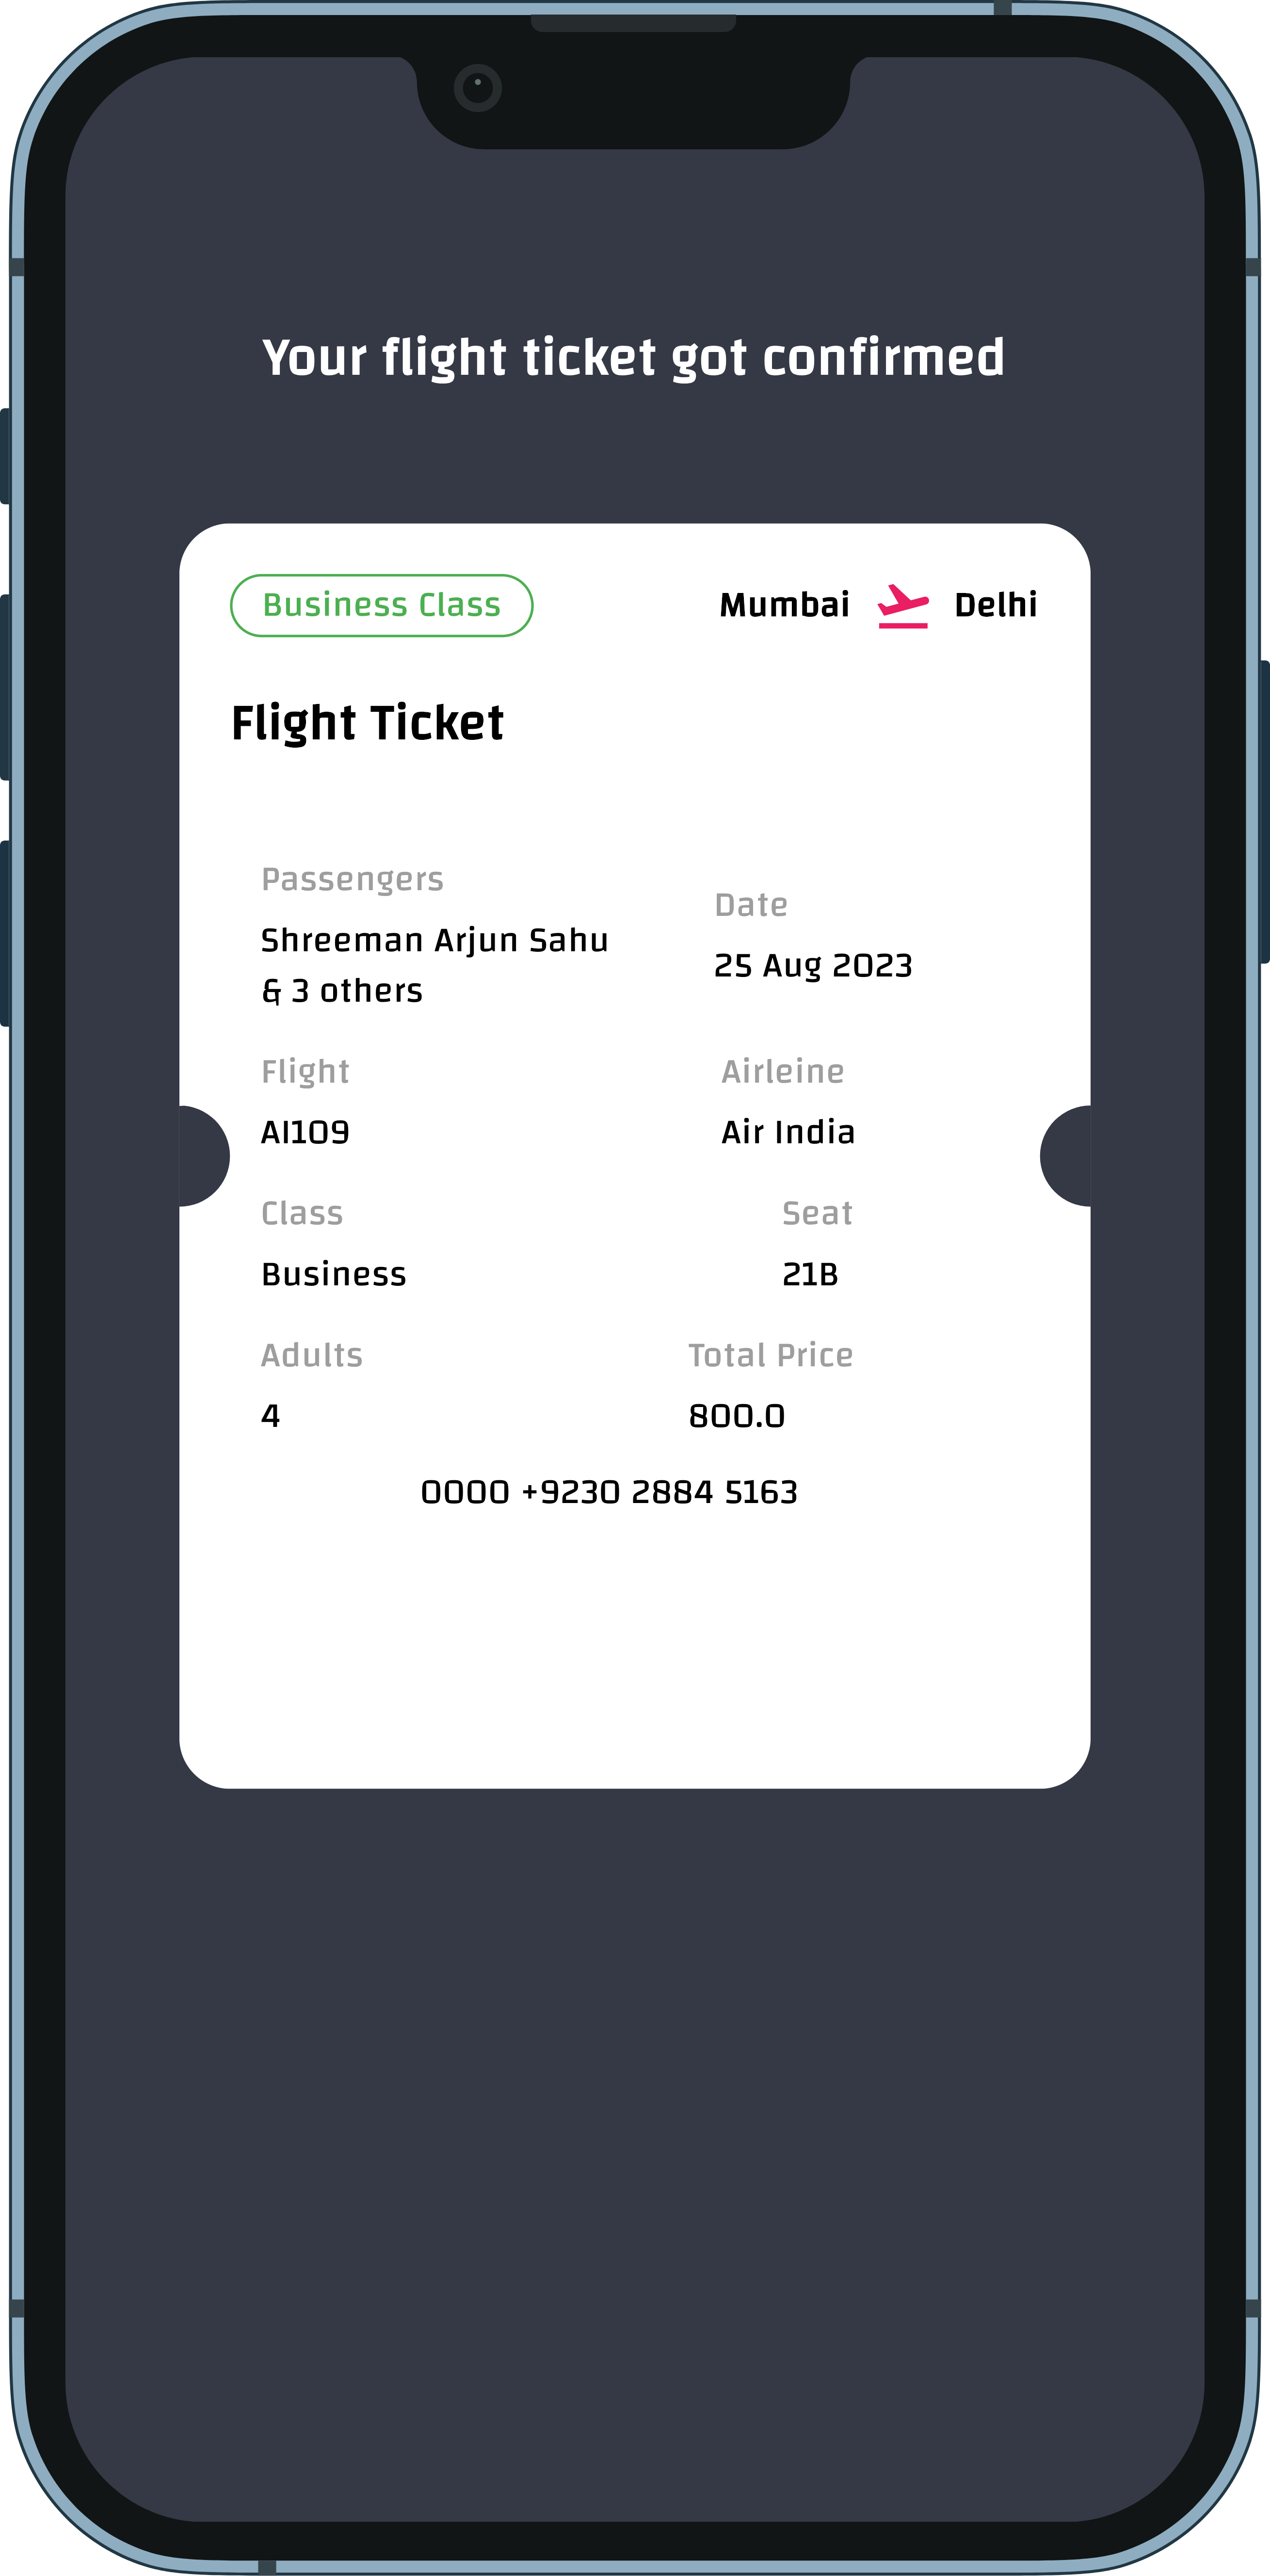 Your flight ticket got confirmed
Business Class
Mumbai Delhi
Flight Ticket
Passengers
Shreeman Arjun Sahu
& 3 others
Date
25 Aug 2023
Flight
AI109
Airleine
Air India
Class
Business
Seat
21B
Adults
4
Total Price
800.0
0000 +9230 2884 5163